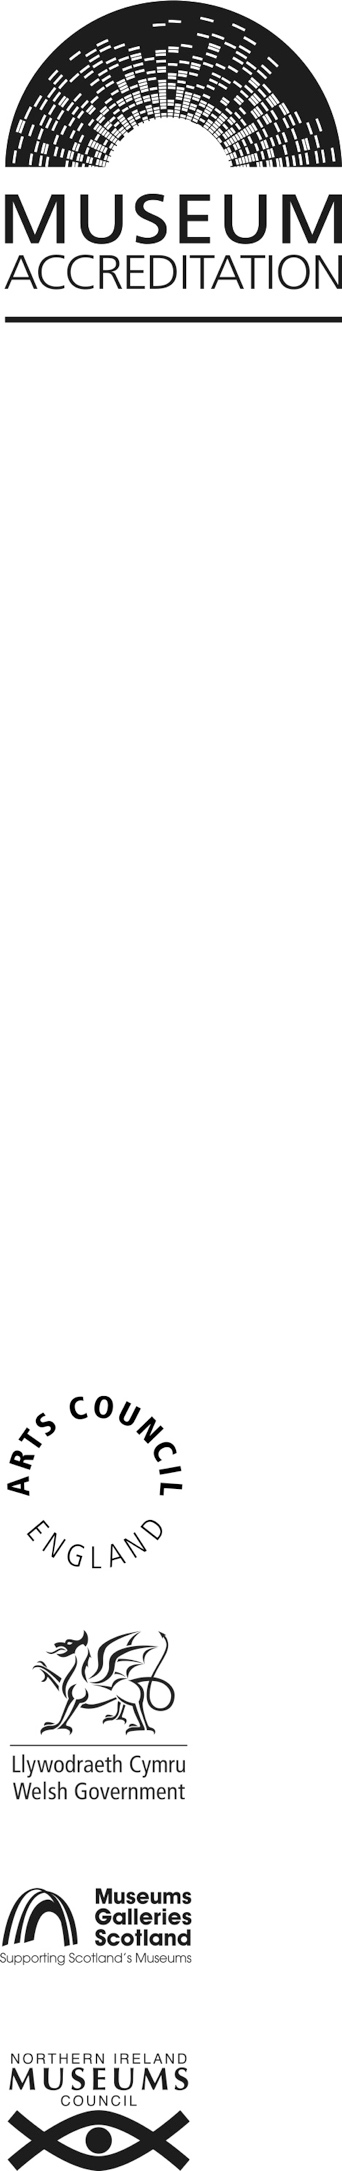 MUSEUM
ACCREDITATION
ARTS COUNCIL
ENGLAND
Llywodraeth Cymru
Welsh Government
Museums
Galleries
Scotland
Supporting Scotland's Museums
NORTHERN IRELAND
MUSEUMS
COUNCIL